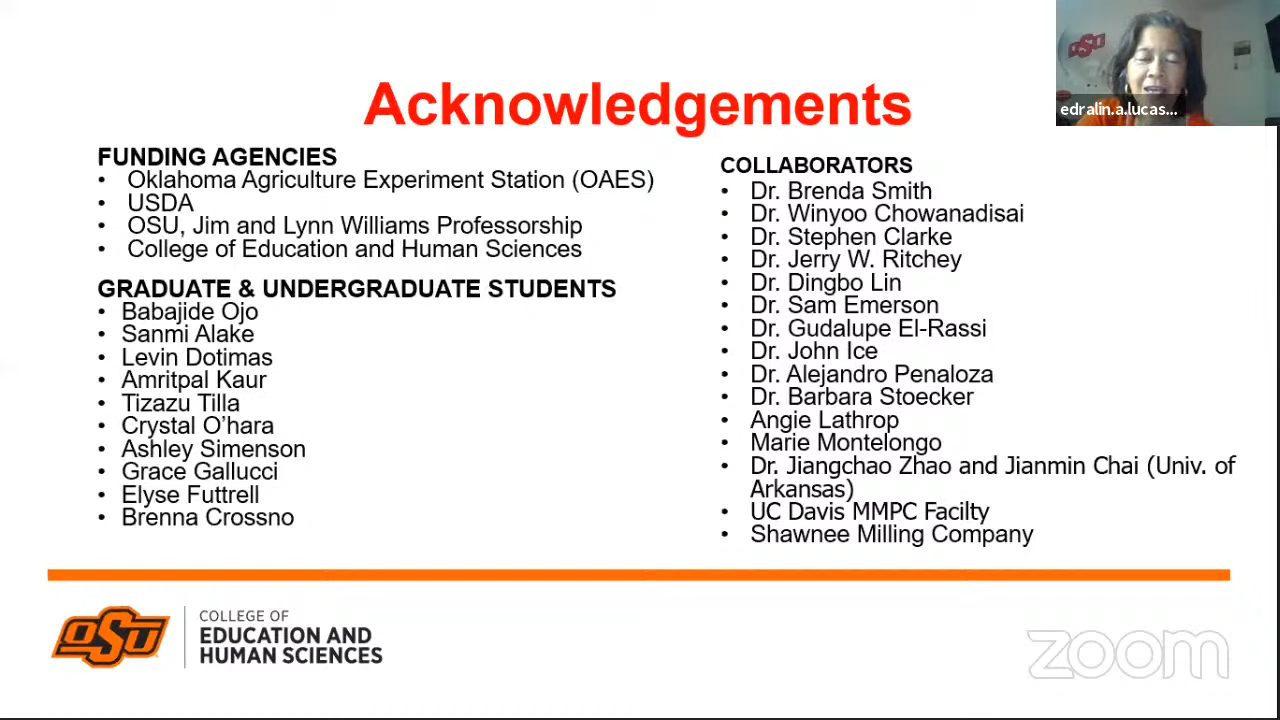 Acknowledgements
OSU
edralin.a.lucas...
FUNDING AGENCIES
• Oklahoma Agriculture Experiment Station (OAES)
• USDA
• OSU, Jim and Lynn Williams Professorship
• College of Education and Human Sciences
GRADUATE & UNDERGRADUATE STUDENTS
• Babajide Ojo
• Sanmi Alake
• Levin Dotimas
• Amritpal Kaur
• Tizazu Tilla
• Crystal O’hara
• Ashley Simenson
• Grace Gallucci
• Elyse Futtrell
• Brenna Crossno
COLLABORATORS
• Dr. Brenda Smith
• Dr. Winyoo Chowanadisai
• Dr. Stephen Clarke
• Dr. Jerry W. Ritchey
• Dr. Dingbo Lin
• Dr. Sam Emerson
• Dr. Gudalupe El-Rassi
• Dr. John Ice
• Dr. Alejandro Penaloza
• Dr. Barbara Stoecker
• Angie Lathrop
• Marie Montelongo
• Dr. Jiangchao Zhao and Jianmin Chai (Univ. of
Arkansas)
• UC Davis MMPC Facilty
• Shawnee Milling Company
OSU
COLLEGE OF
EDUCATION AND
HUMAN SCIENCES
zoom